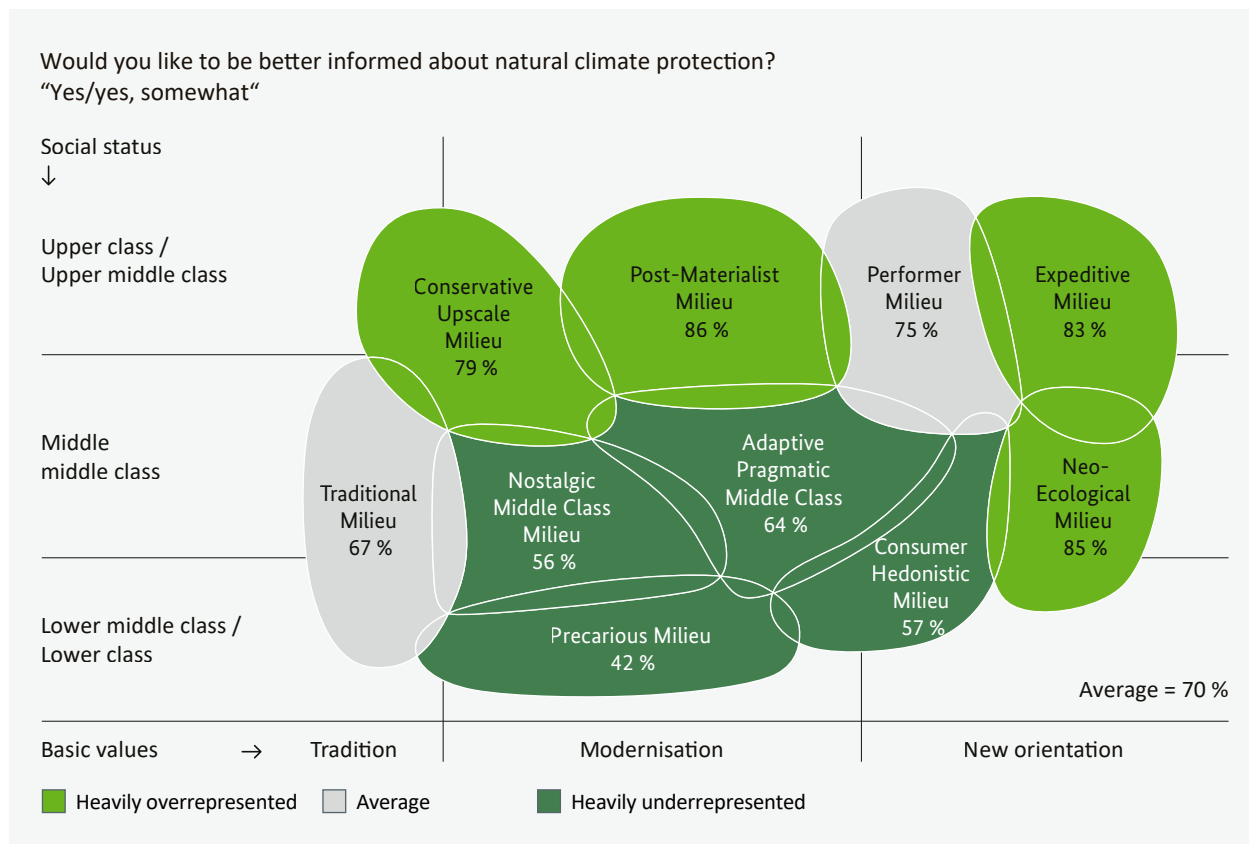 Would you like to be better informed about natural climate protection?
“Yes/yes, somewhat“
Social status
↓
Upper class /
Upper middle class
Middle
middle class
Lower middle class /
Lower class
Conservative
Upscale
Milieu
79 %
Post-Materialist
Milieu
86 %
Performer
Milieu
75 %
Expeditive
Milieu
83 %
Traditional
Milieu
67 %
Nostalgic
Middle Class
Milieu
56 %
Adaptive
Pragmatic
Middle Class
64 %
Consumer
Hedonistic
Milieu
57 %
Neo-
Ecological
Milieu
85 %
Precarious Milieu
42 %
Average = 70 %
Basic values → Tradition Modernisation New orientation
Heavily overrepresented Average Heavily underrepresented